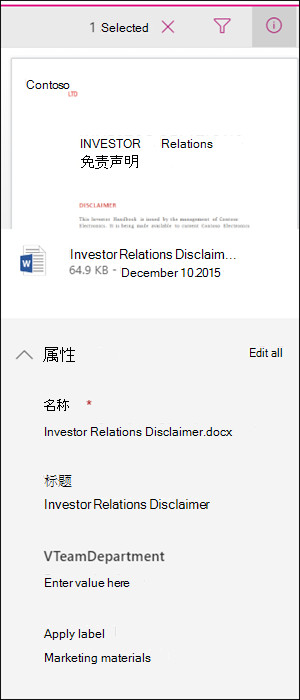 1 Selected
Contoso
LTD
INVESTOR Relations
免责声明
DISCLAIMER
This Investor Handbook is issued by the management of Contoso
Electronics. It is being made available to current Contoso Electronics
Investor Relations Disclaim...
64.9 KB - December 10.2015
属性 Edit all
名称 *
Investor Relations Disclaimer.docx
标题
Investor Relations Disclaimer
VTeamDepartment
Enter value here
Apply label
Marketing materials